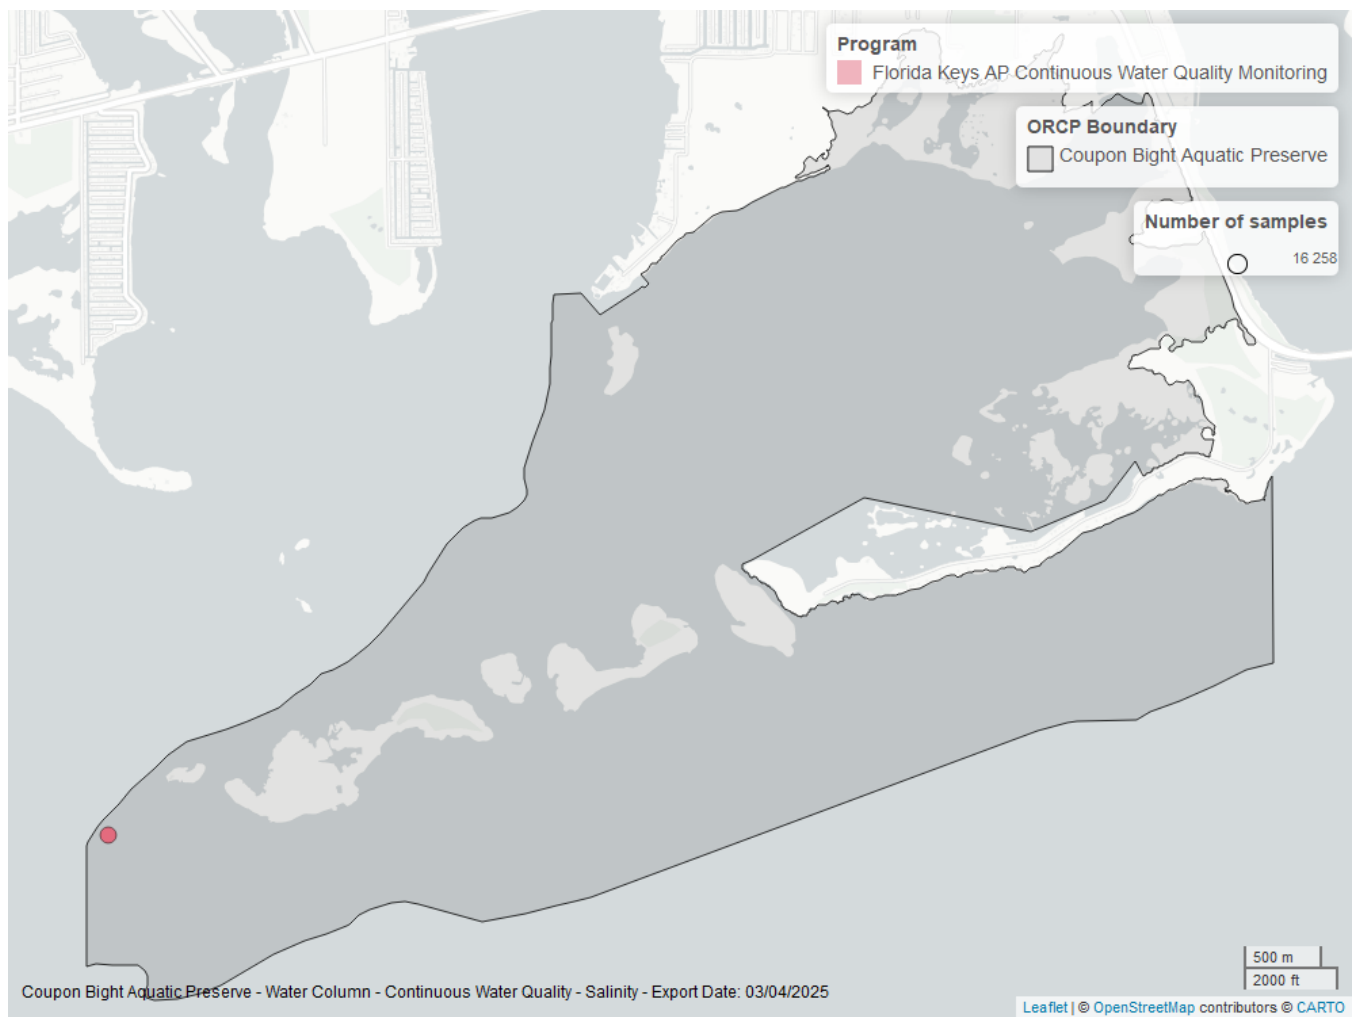 Program
Florida Keys AP Continuous Water Quality Monitoring
ORCP Boundary
Coupon Bight Aquatic Preserve
Number of samples
16 258
500 m
2000 ft
Coupon Bight Aquatic Preserve - Water Column - Continuous Water Quality - Salinity - Export Date: 03/04/2025
Leaflet | © OpenStreetMap contributors © CARTO